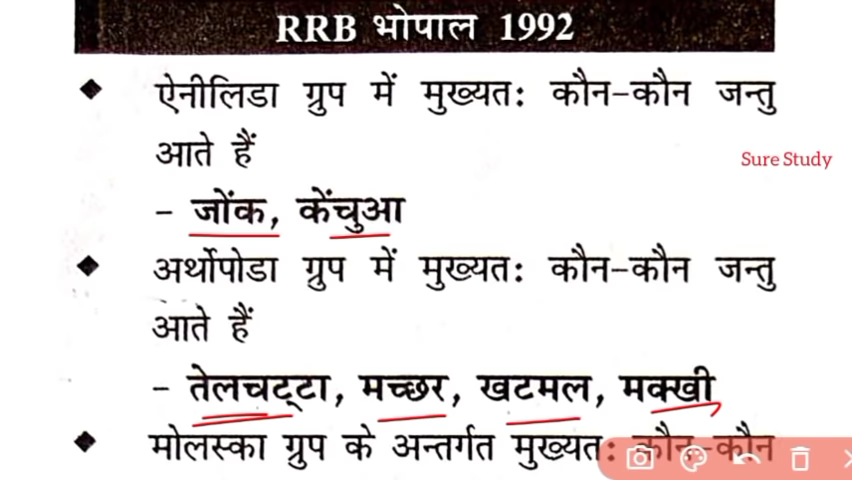 RRB भोपाल 1992
◆ ऐनीलिडा ग्रुप में मुख्यत: कौन-कौन जन्तु
आते हैं
Sure Study
- जोंक, केंचुआ
◆ अर्थोपोडा ग्रुप में मुख्यत: कौन-कौन जन्तु
आते हैं
- तेलचट्टा, मच्छर, खटमल, मक्खी
◆ मोलस्का ग्रुप के अन्तर्गत मुख्यत: कौन-कौन